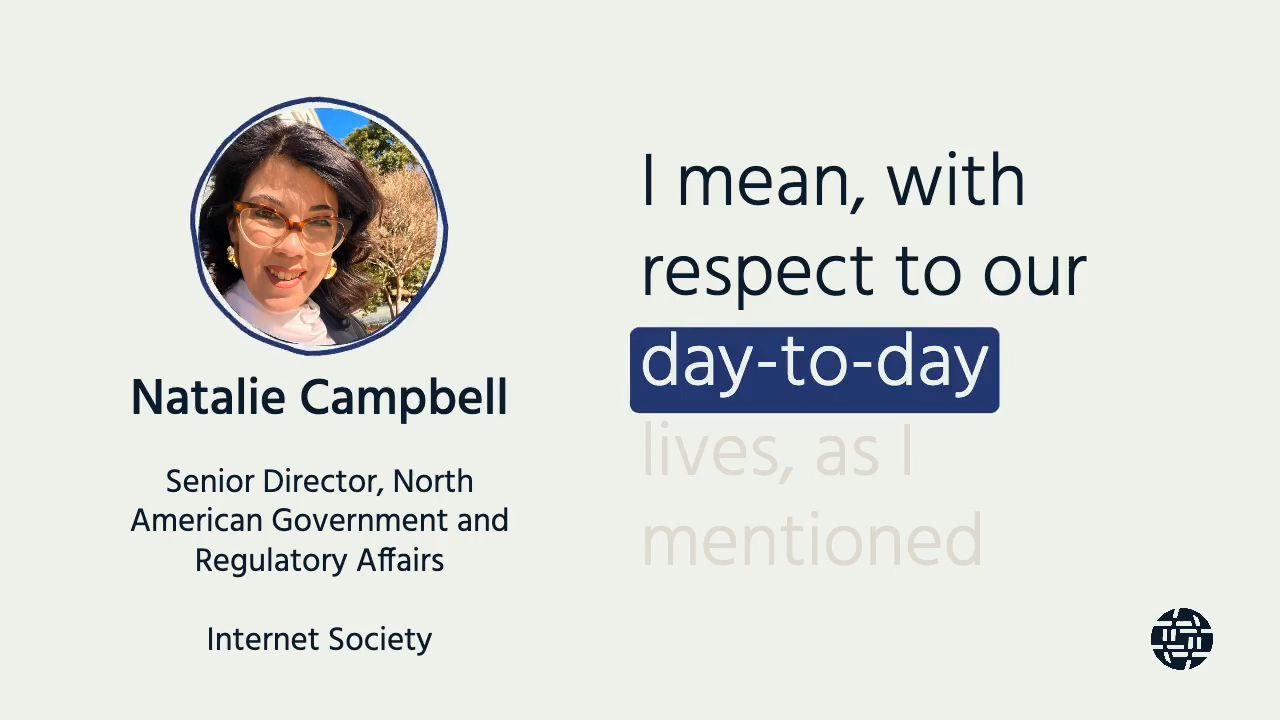 Natalie Campbell
Senior Director, North
American Government and
Regulatory Affairs
Internet Society
I mean, with
respect to our
day-to-day
lives, as I
mentioned